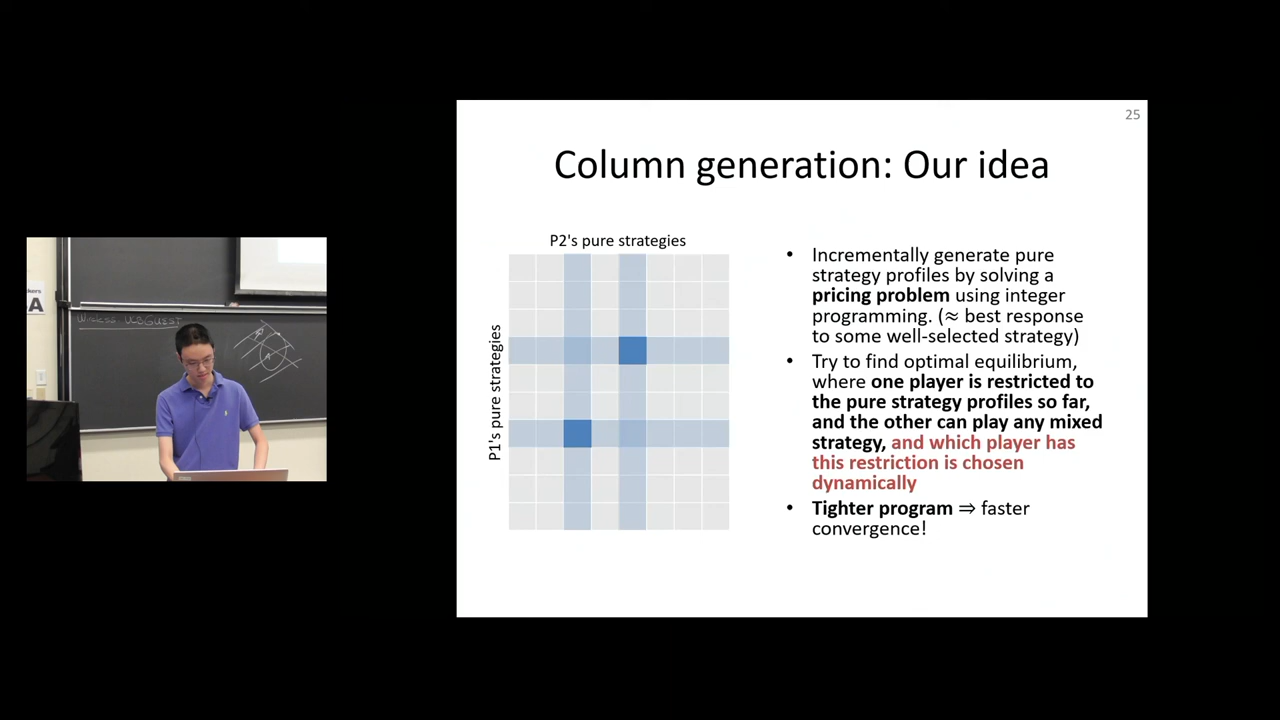 25
Column generation: Our idea
P2's pure strategies
P1's pure strategies
• Incrementally generate pure
strategy profiles by solving a
pricing problem using integer
programming. (≈ best response
to some well-selected strategy)
• Try to find optimal equilibrium,
where one player is restricted to
the pure strategy profiles so far,
and the other can play any mixed
strategy, and which player has
this restriction is chosen
dynamically
• Tighter program ⇒ faster
convergence!
A